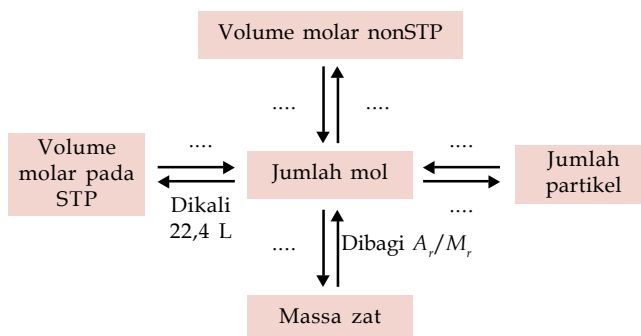 Volume molar nonSTP
.... ....
Volume
molar pada
STP
....
Dikali
22,4 L
Jumlah mol
....
....
Jumlah
partikel
.... Dibagi Ar/Mr
Massa zat